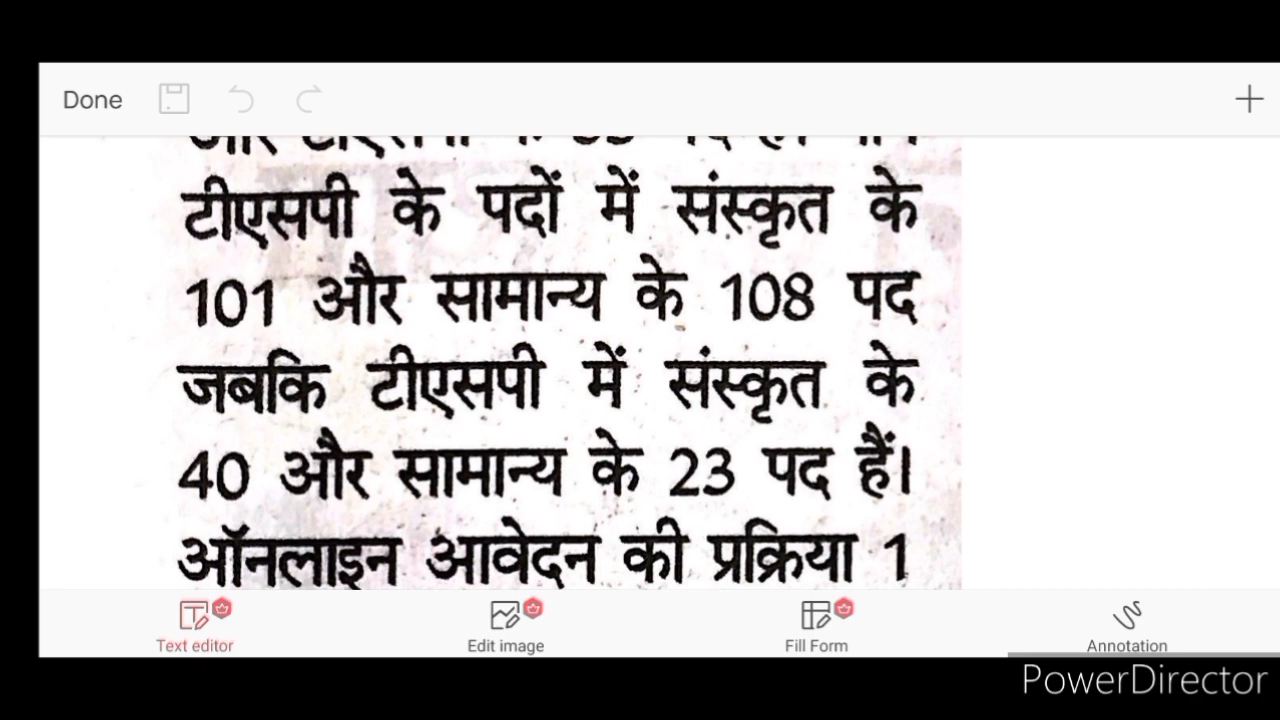 Done
टीएसपी के पदों में संस्कृत के
101 और सामान्य के 108 पद
जबकि टीएसपी में संस्कृत के
40 और सामान्य के 23 पद हैं।
ऑनलाइन आवेदन की प्रक्रिया 1
Text editor Edit image Fill Form Annotation
PowerDirector